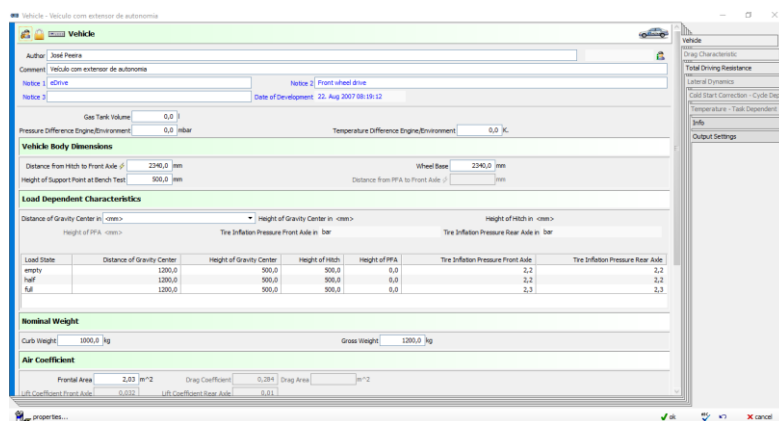 Vehicle - Veículo com extensor de autonomia
Vehicle
Author José Peeira
Comment Veículo com extensor de autonomia
Notice 1 eDrive Notice 2 Front wheel drive
Notice 3 Date of Development 22. Aug 2007 08:19:12
Gas Tank Volume 0,0 l
Pressure Difference Engine/Environment 0,0 mbar Temperature Difference Engine/Environment 0,0 K.
Vehicle Body Dimensions
Distance from Hitch to Front Axle 2340,0 mm Wheel Base 2340,0 mm
Height of Support Point at Bench Test 500,0 mm Distance from PFA to Front Axle mm
Load Dependent Characteristics
Distance of Gravity Center in <mm> Height of Gravity Center in <mm> Height of Hitch in <mm>
Height of PFA <mm> Tire Inflation Pressure Front Axle in bar Tire Inflation Pressure Rear Axle in bar
Load State Distance of Gravity Center Height of Gravity Center Height of Hitch Height of PFA Tire Inflation Pressure Front Axle Tire Inflation Pressure Rear Axle
empty 1200,0 500,0 500,0 0,0 2,2 2,2
half 1200,0 500,0 500,0 0,0 2,2 2,2
full 1200,0 500,0 500,0 0,0 2,3 2,3
Nominal Weight
Curb Weight 1000,0 kg Gross Weight 1200,0 kg
Air Coefficient
Frontal Area 2,03 m^2 Drag Coefficient 0,284 Drag Area m^2
Lift Coefficient Front Axle 0,032 Lift Coefficient Rear Axle 0,01
Vehicle
Drag Characteristic
Total Driving Resistance
Lateral Dynamics
Cold Start Correction - Cycle Dep
Temperature - Task Dependent
Info
Output Settings
properties... ok cancel